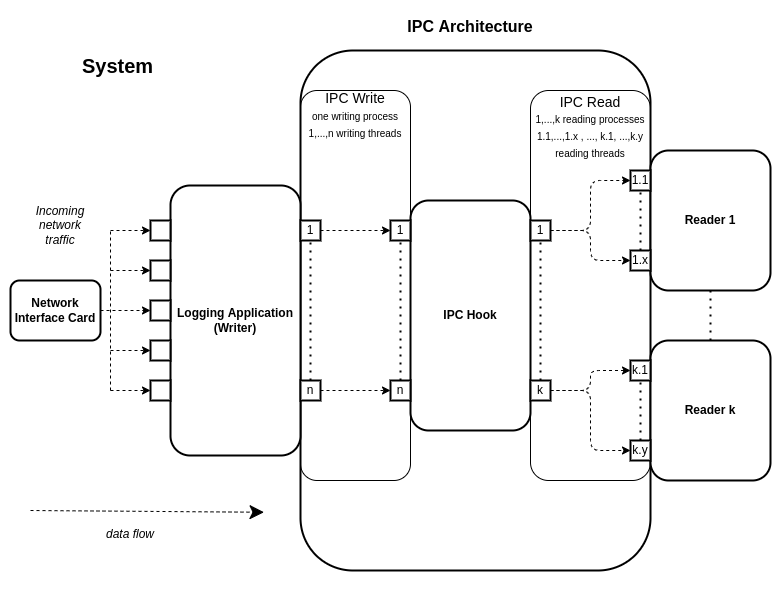 IPC Architecture
System
IPC Write
one writing process
1,...,n writing threads
IPC Read
1,...,k reading processes
1.1,...,1.x , ..., k.1, ...,k.y
reading threads
Incoming
network
traffic
Network
Interface Card
Logging Application
(Writer)
1
n
1
n
IPC Hook
1
k
1.1
1.x
k.1
k.y
Reader 1
Reader k
data flow